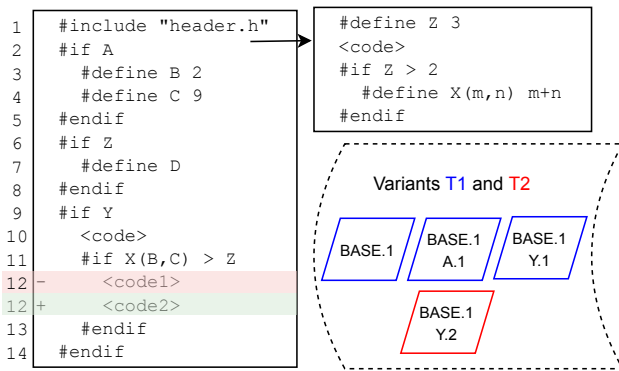 1 #include "header.h"
2 #if A
3 #define B 2
4 #define C 9
5 #endif
6 #if Z
7 #define D
8 #endif
9 #if Y
10 <code>
11 #if X(B,C) > Z
12 - <code1>
12 + <code2>
13 #endif
14 #endif
#define Z 3
<code>
#if Z > 2
#define X(m,n) m+n
#endif
Variants T1 and T2
BASE.1
BASE.1
A.1
BASE.1
Y.1
BASE.1
Y.2